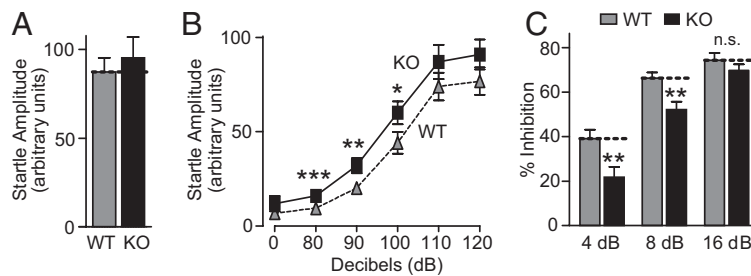 A
Startle Amplitude
(arbitrary units)
100
50
0
WT KO
B
Startle Amplitude
(arbitrary units)
100
50
0
KO
WT
***
**
*
0 80 90 100 110 120
Decibels (dB)
C
WT KO
% Inhibition
80
60
40
20
0
**
**
n.s.
4 dB 8 dB 16 dB